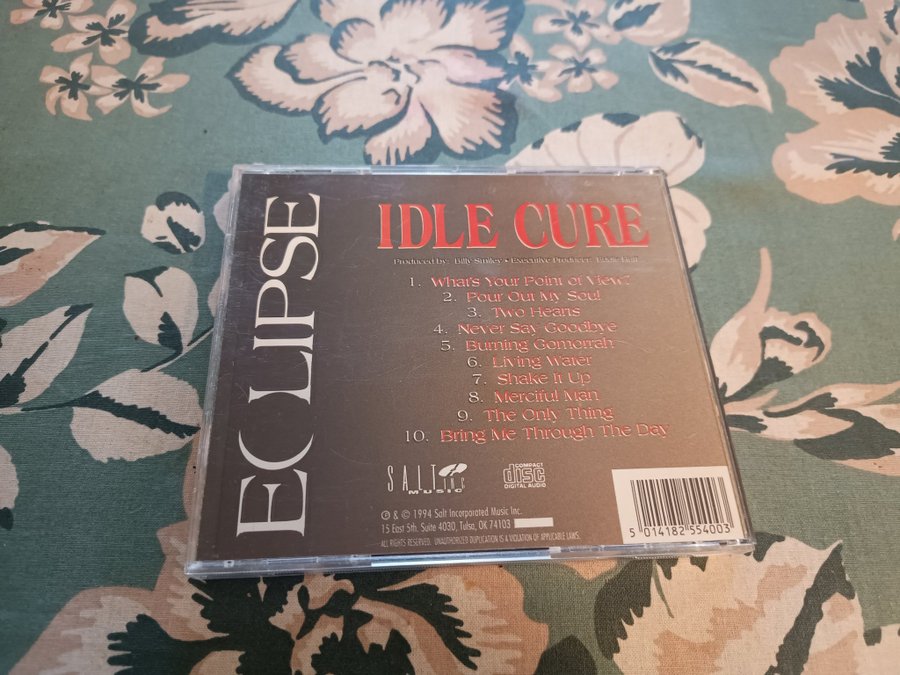 ECLIPSE
IDLE CURE
Produced by: Billy Smiley • Executive Producer: Eddie Huff
1. What's Your Point of View?
2. Pour Out My Soul
3. Two Hearts
4. Never Say Goodbye
5. Burning Gomorrah
6. Living Water
7. Shake It Up
8. Merciful Man
9. The Only Thing
10. Bring Me Through The Day
SALT INC
MUSIC
COMPACT
disc
DIGITAL AUDIO
℗ & © 1994 Salt Incorporated Music Inc.
15 East 5th. Suite 4030, Tulsa, OK 74103
ALL RIGHTS RESERVED. UNAUTHORIZED DUPLICATION IS A VIOLATION OF APPLICABLE LAWS.
5 014182 554003